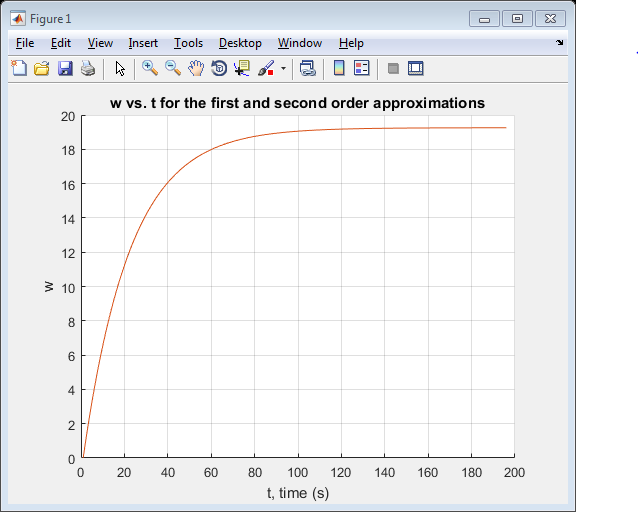 Figure 1
File Edit View Insert Tools Desktop Window Help
w vs. t for the first and second order approximations
20
18
16
14
12
10
8
6
4
2
0
w
0 20 40 60 80 100 120 140 160 180 200
t, time (s)